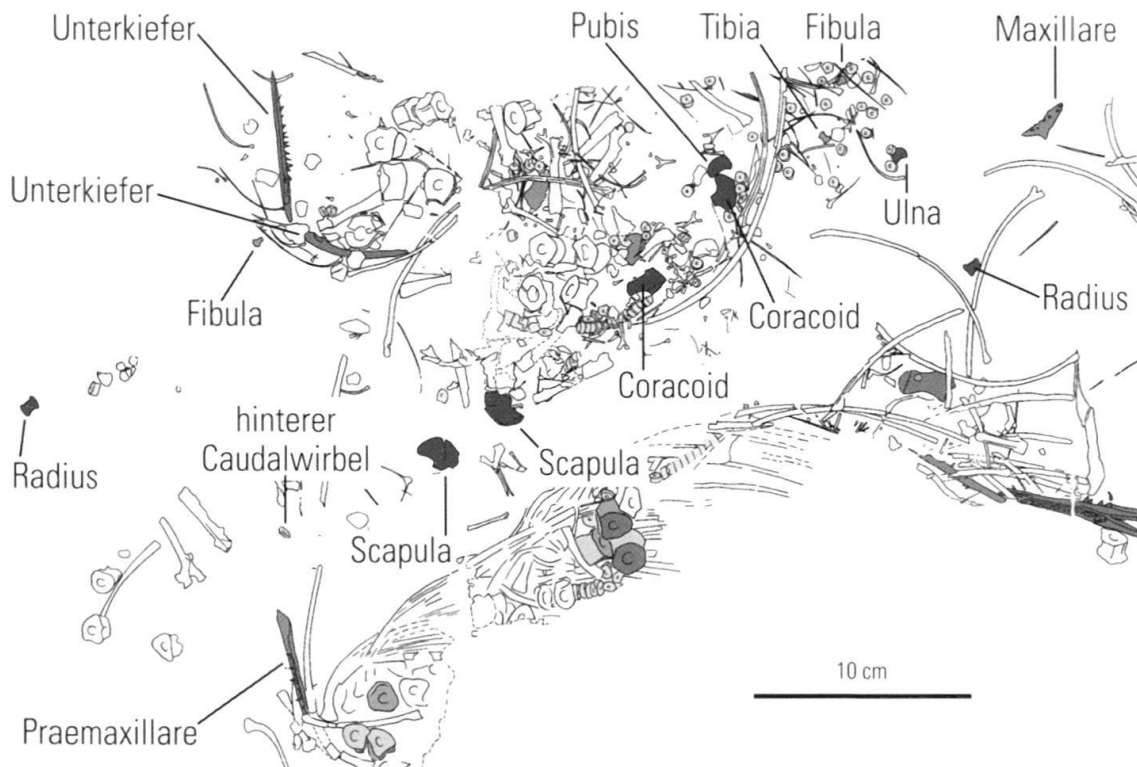 Unterkiefer
Pubis
Tibia
Fibula
Maxillare
Unterkiefer
Ulna
Fibula
Coracoid
Radius
Coracoid
Radius
hinterer
Caudalwirbel
Scapula
Scapula
10 cm
Praemaxillare